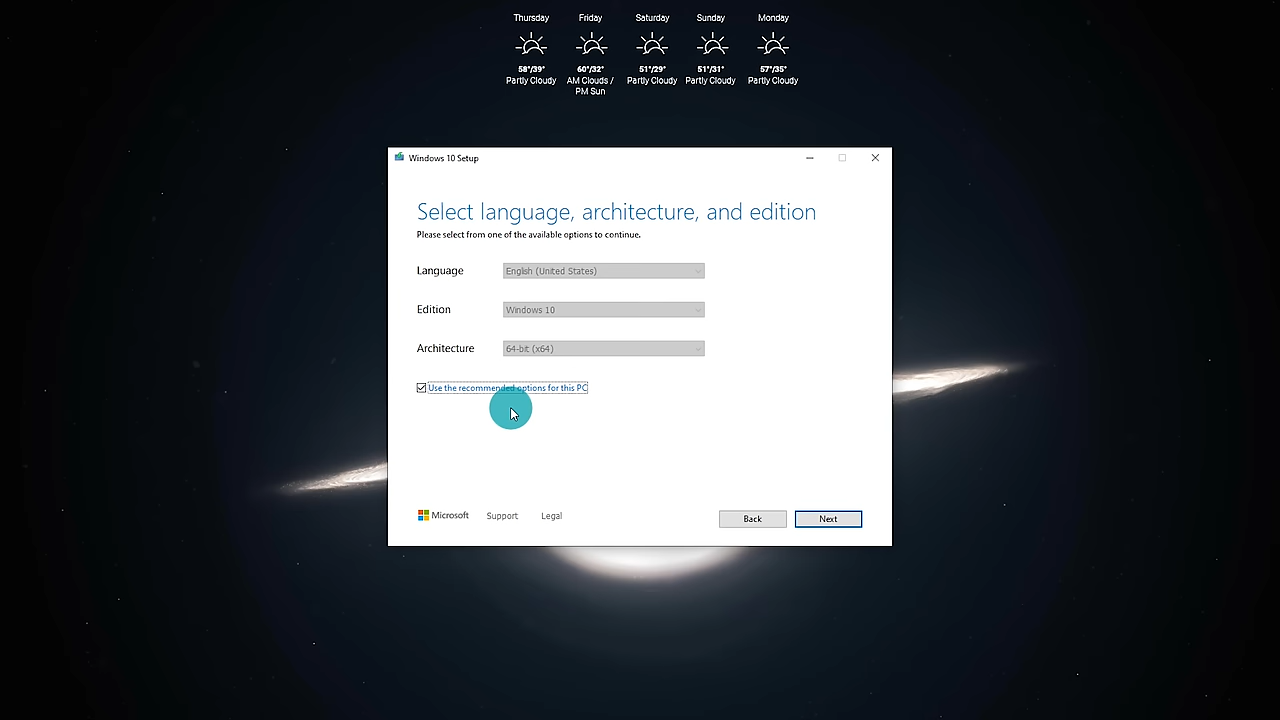 Thursday Friday Saturday Sunday Monday
58°/39° 60°/32° 51°/29° 51°/31° 57°/35°
Partly Cloudy AM Clouds / Partly Cloudy Partly Cloudy Partly Cloudy
PM Sun
Windows 10 Setup
Select language, architecture, and edition
Please select from one of the available options to continue.
Language English (United States)
Edition Windows 10
Architecture 64-bit (x64)
Use the recommended options for this PC
Microsoft Support Legal Back Next